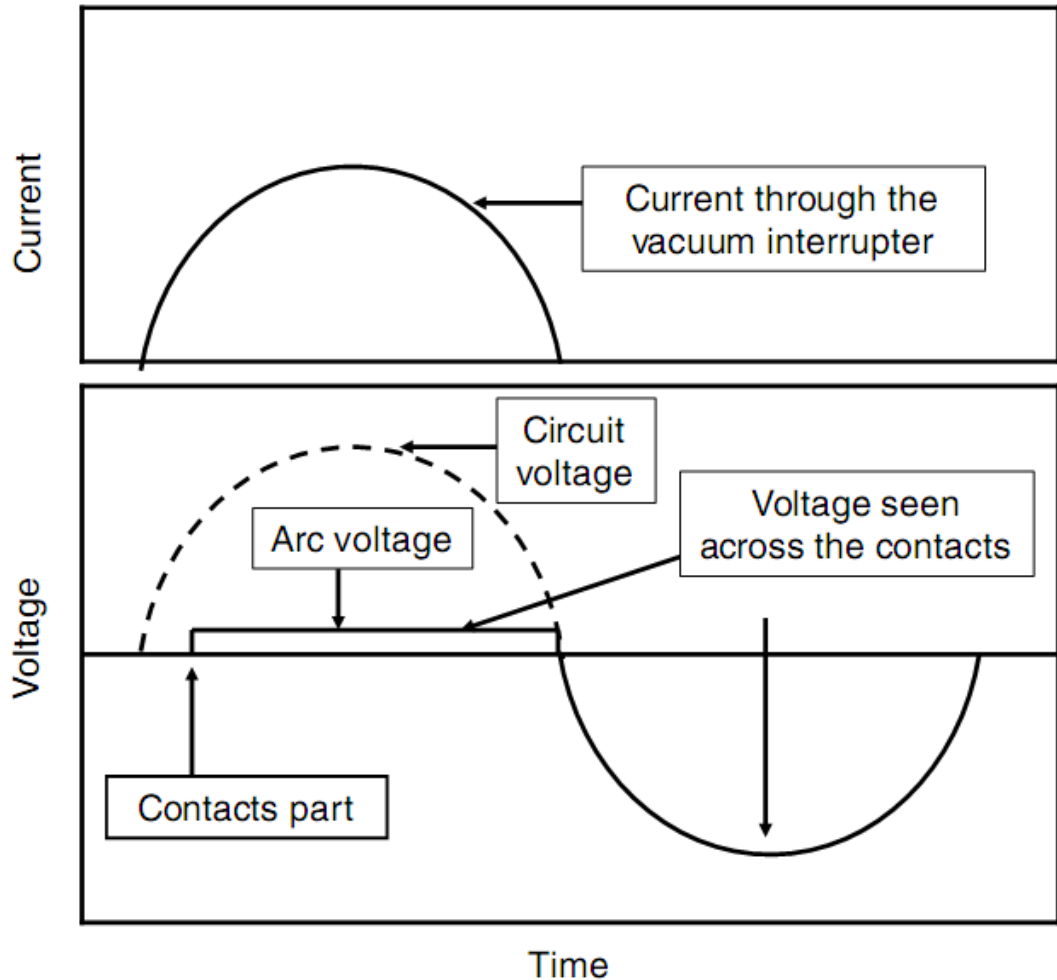 Current
Current through the
vacuum interrupter
Voltage
Circuit
voltage
Arc voltage
Voltage seen
across the contacts
Contacts part
Time